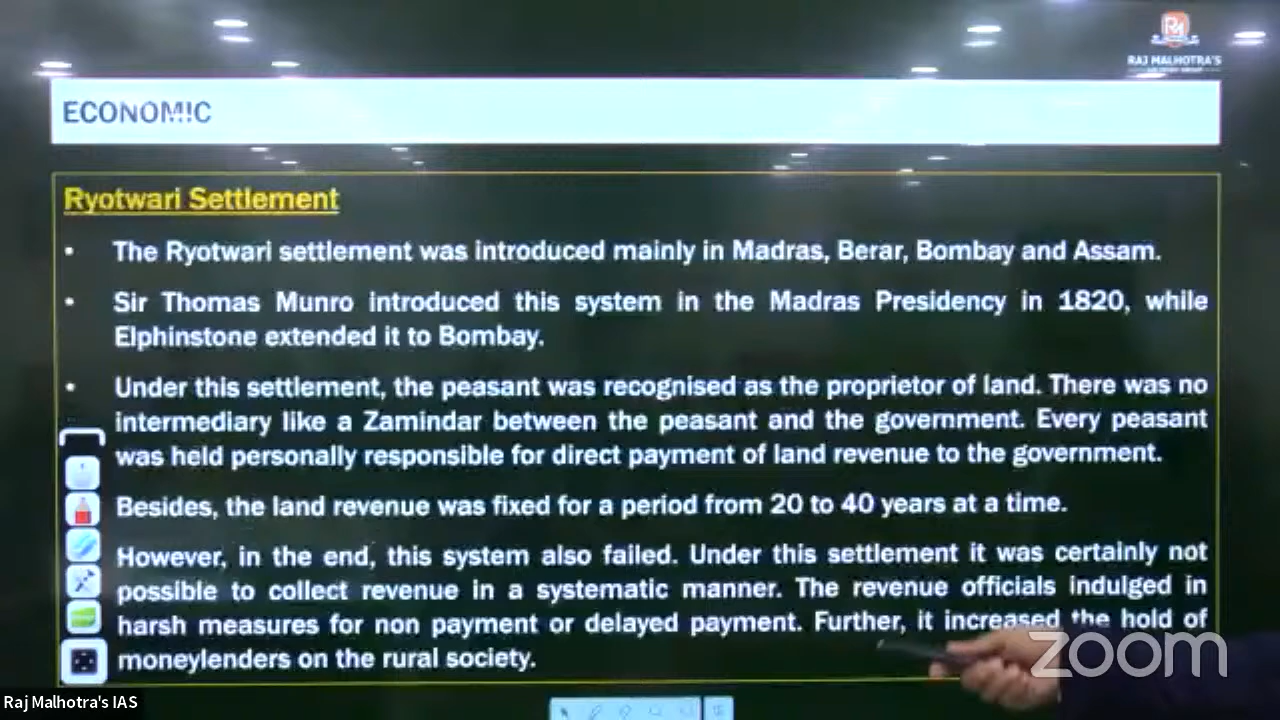 RAJ MALHOTRA'S
ECONOMIC
Ryotwari Settlement
• The Ryotwari settlement was introduced mainly in Madras, Berar, Bombay and Assam.
• Sir Thomas Munro introduced this system in the Madras Presidency in 1820, while
Elphinstone extended it to Bombay.
• Under this settlement, the peasant was recognised as the proprietor of land. There was no
intermediary like a Zamindar between the peasant and the government. Every peasant
was held personally responsible for direct payment of land revenue to the government.
Besides, the land revenue was fixed for a period from 20 to 40 years at a time.
However, in the end, this system also failed. Under this settlement it was certainly not
possible to collect revenue in a systematic manner. The revenue officials indulged in
harsh measures for non payment or delayed payment. Further, it increased the hold of
moneylenders on the rural society.
zoom
Raj Malhotra's IAS